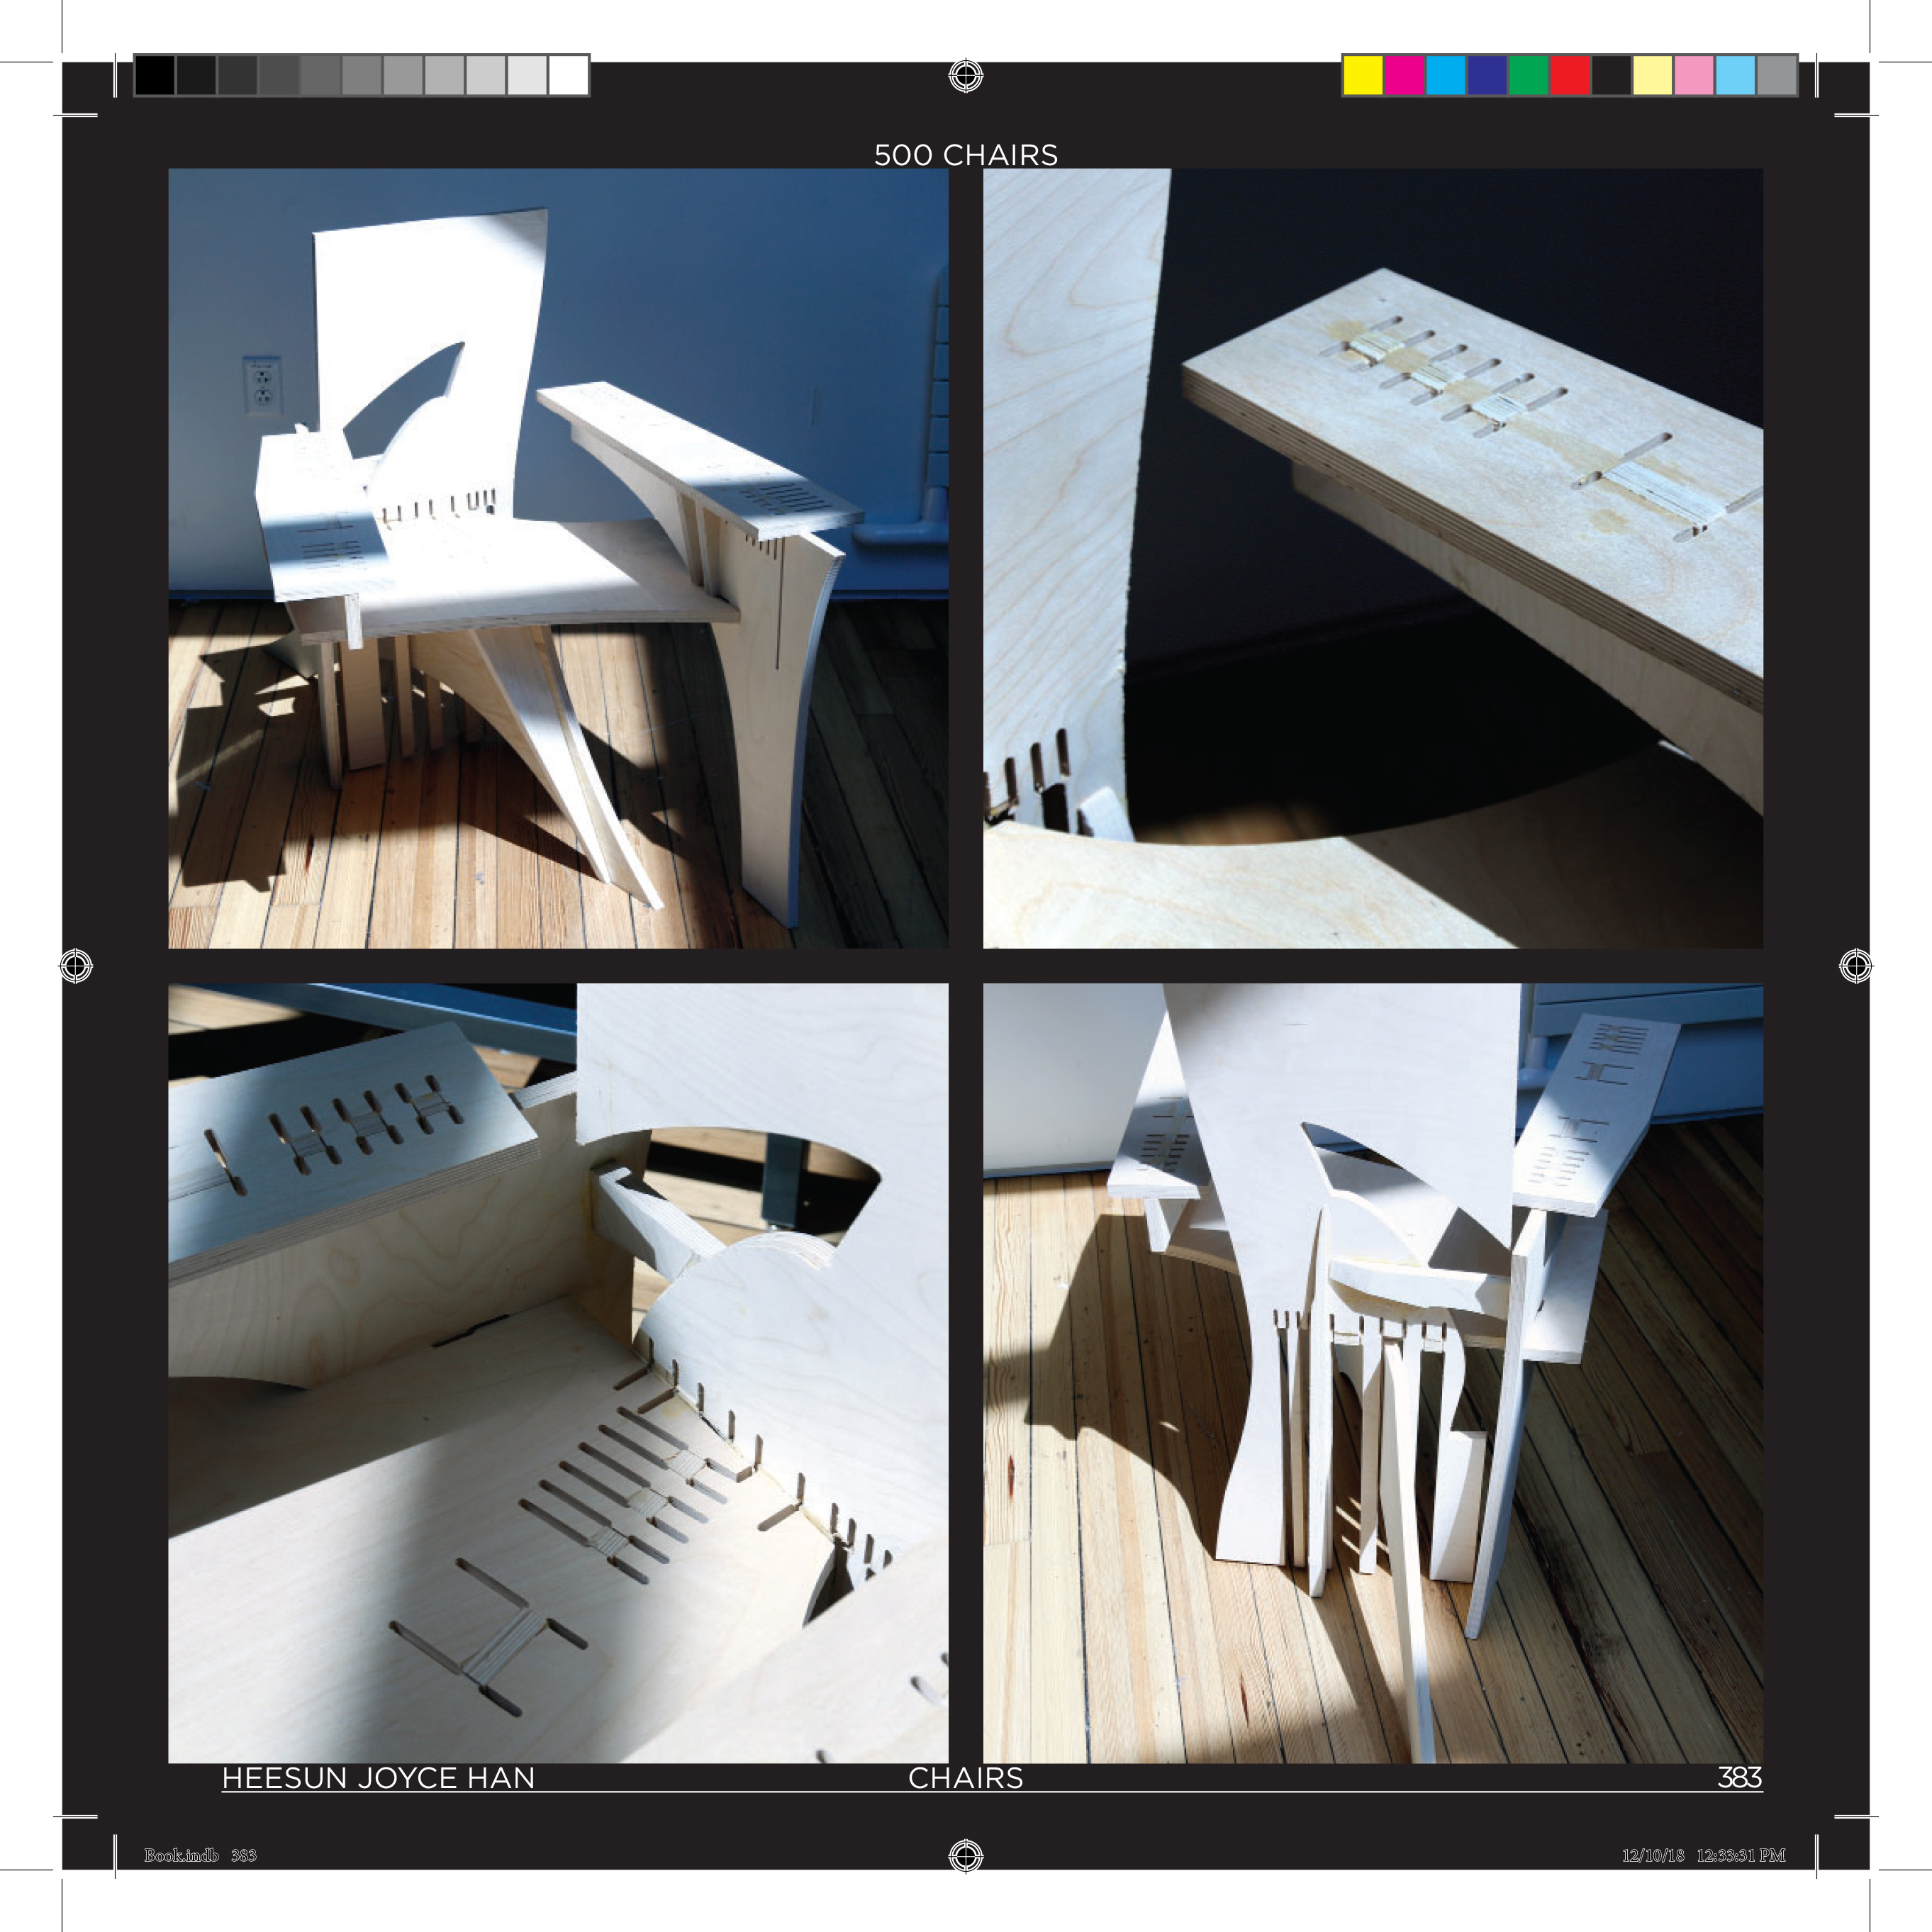 500 CHAIRS
HEESUN JOYCE HAN CHAIRS 383
Book.indb 383 12/10/18 12:33:31 PM